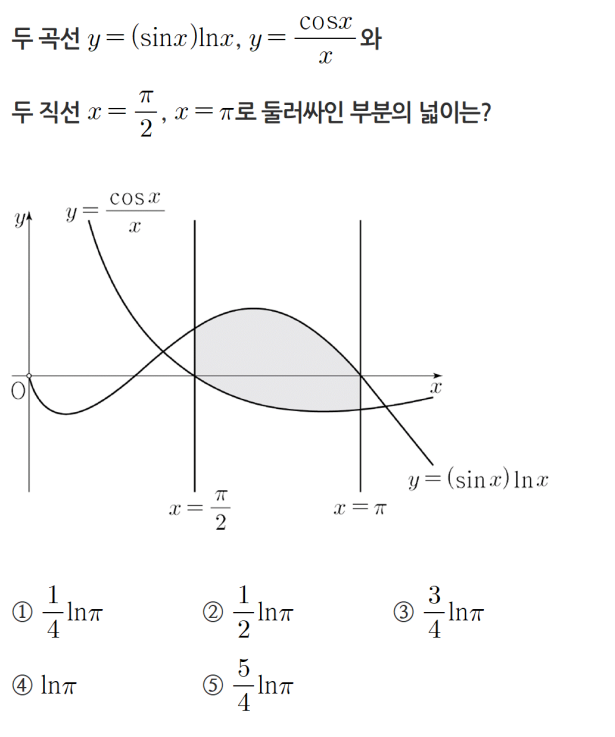 두 곡선 y=(sinx)lnx, y=cosx/x 와
두 직선 x=π/2, x=π로 둘러싸인 부분의 넓이는?
y
y=cosx/x
O
x
y=(sinx)lnx
x=π/2
x=π
① 1/4 lnπ ② 1/2 lnπ ③ 3/4 lnπ
④ lnπ ⑤ 5/4 lnπ